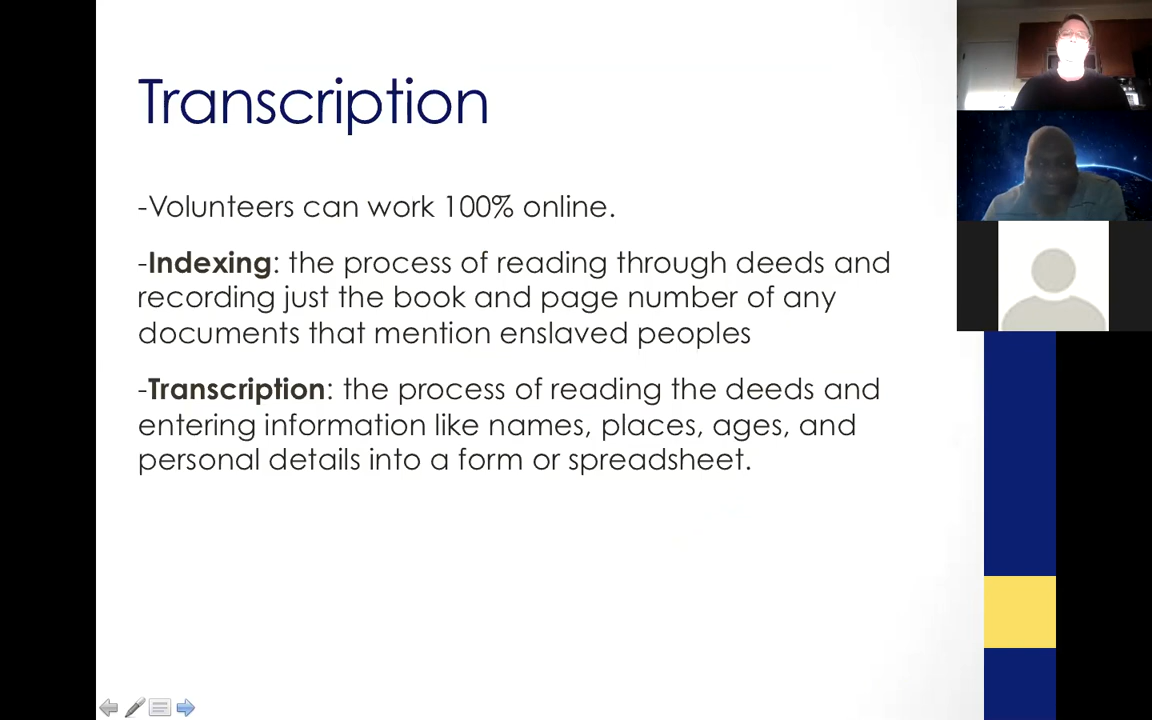 Transcription
-Volunteers can work 100% online.
-Indexing: the process of reading through deeds and
recording just the book and page number of any
documents that mention enslaved peoples
-Transcription: the process of reading the deeds and
entering information like names, places, ages, and
personal details into a form or spreadsheet.